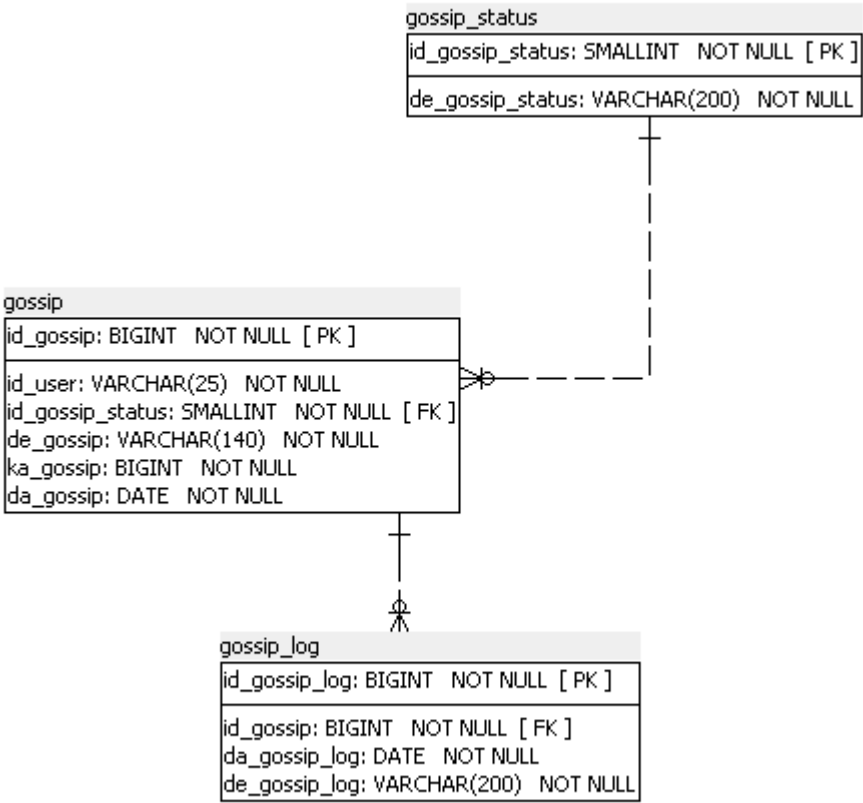 gossip_status
id_gossip_status: SMALLINT NOT NULL [ PK ]
de_gossip_status: VARCHAR(200) NOT NULL
gossip
id_gossip: BIGINT NOT NULL [ PK ]
id_user: VARCHAR(25) NOT NULL
id_gossip_status: SMALLINT NOT NULL [ FK ]
de_gossip: VARCHAR(140) NOT NULL
ka_gossip: BIGINT NOT NULL
da_gossip: DATE NOT NULL
gossip_log
id_gossip_log: BIGINT NOT NULL [ PK ]
id_gossip: BIGINT NOT NULL [ FK ]
da_gossip_log: DATE NOT NULL
de_gossip_log: VARCHAR(200) NOT NULL